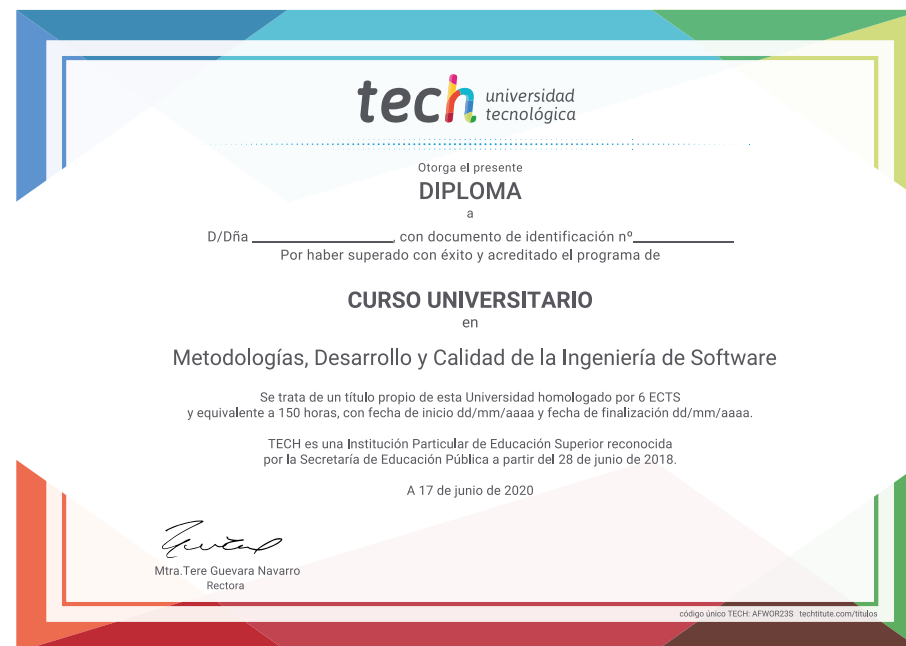 tech universidad
tecnológica
Otorga el presente
DIPLOMA
a
D/Dña ____________________, con documento de identificación nº______________
Por haber superado con éxito y acreditado el programa de
CURSO UNIVERSITARIO
en
Metodologías, Desarrollo y Calidad de la Ingeniería de Software
Se trata de un título propio de esta Universidad homologado por 6 ECTS
y equivalente a 150 horas, con fecha de inicio dd/mm/aaaa y fecha de finalización dd/mm/aaaa.
TECH es una Institución Particular de Educación Superior reconocida
por la Secretaría de Educación Pública a partir del 28 de junio de 2018.
A 17 de junio de 2020
Mtra.Tere Guevara Navarro
Rectora
código único TECH: AFWOR23S techtitute.com/titulos